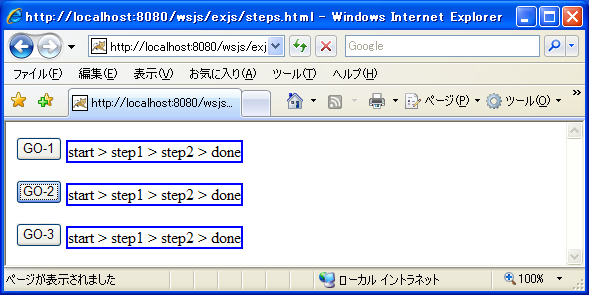 http://localhost:8080/wsjs/exjs/steps.html - Windows Internet Explorer
http://localhost:8080/wsjs/exj
Google
ファイル(F) 編集(E) 表示(V) お気に入り(A) ツール(T) ヘルプ(H)
http://localhost:8080/wsjs... ページ(P) ツール(O) »
GO-1 start > step1 > step2 > done
GO-2 start > step1 > step2 > done
GO-3 start > step1 > step2 > done
ページが表示されました ローカル イントラネット 100%